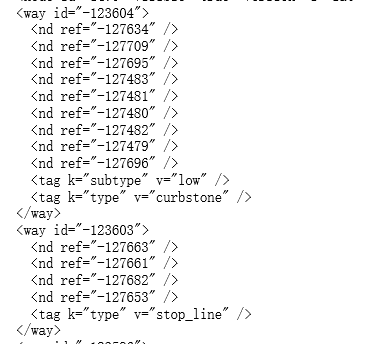 <way id="-123604">
<nd ref="-127634" />
<nd ref="-127709" />
<nd ref="-127695" />
<nd ref="-127483" />
<nd ref="-127481" />
<nd ref="-127480" />
<nd ref="-127482" />
<nd ref="-127479" />
<nd ref="-127696" />
<tag k="subtype" v="low" />
<tag k="type" v="curbstone" />
</way>
<way id="-123603">
<nd ref="-127663" />
<nd ref="-127661" />
<nd ref="-127682" />
<nd ref="-127653" />
<tag k="type" v="stop_line" />
</way>